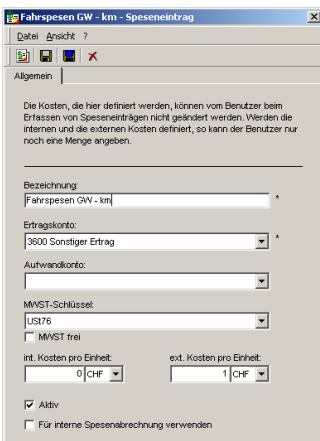 Fahrspesen GW - km - Speseneintrag
Datei Ansicht ?
Allgemein
Die Kosten, die hier definiert werden, können vom Benutzer beim
Erfassen von Speseneinträgen nicht geändert werden. Werden die
internen und die externen Kosten definiert, so kann der Benutzer nur
noch eine Menge angeben.
Bezeichnung:
Fahrspesen GW - km *
Ertragskonto:
3600 Sonstiger Ertrag *
Aufwandkonto:
MWST-Schlüssel:
USt76
MWST frei
int. Kosten pro Einheit: ext. Kosten pro Einheit:
0 CHF 1 CHF
Aktiv
Für interne Spesenabrechnung verwenden